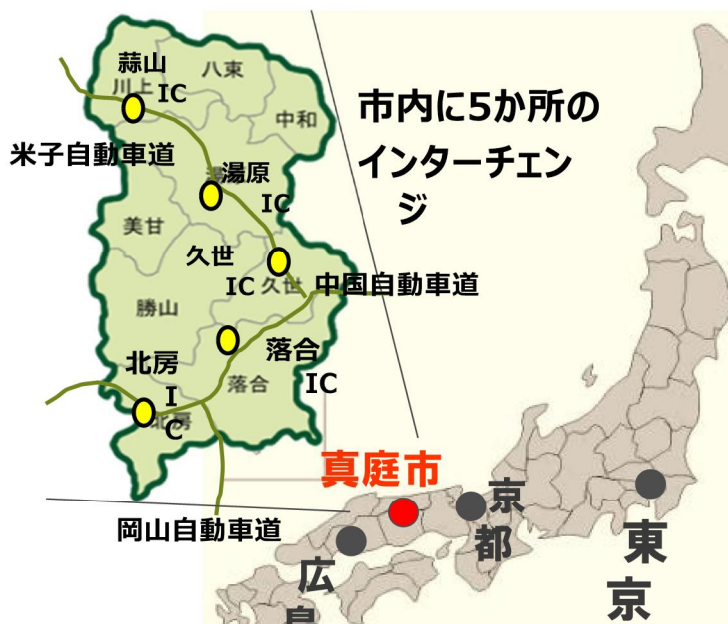 蒜山
IC
川上
八束
中和
米子自動車道
湯原
IC
美甘
久世
IC
久世
中国自動車道
勝山
北房
I
C
落合
IC
落合
北房
岡山自動車道
市内に5か所の
インターチェン
ジ
真庭市
京
都
広
島
東
京